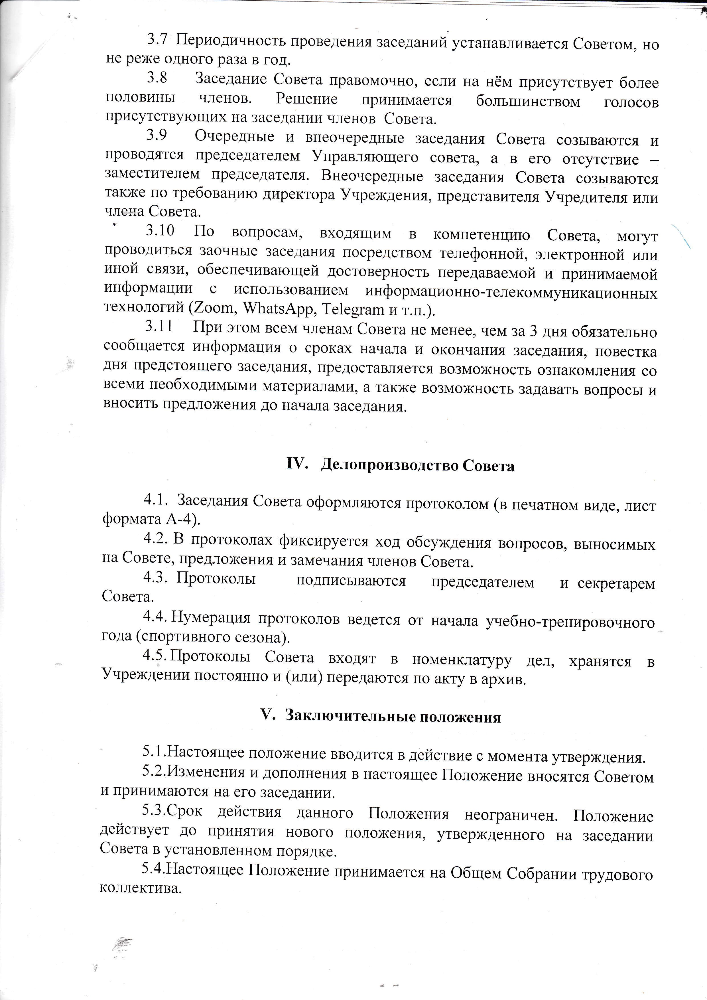 3.7 Периодичность проведения заседаний устанавливается Советом, но
не реже одного раза в год.
3.8 Заседание Совета правомочно, если на нём присутствует более
половины членов. Решение принимается большинством голосов
присутствующих на заседании членов Совета.
3.9 Очередные и внеочередные заседания Совета созываются и
проводятся председателем Управляющего совета, а в его отсутствие –
заместителем председателя. Внеочередные заседания Совета созываются
также по требованию директора Учреждения, представителя Учредителя или
члена Совета.
3.10 По вопросам, входящим в компетенцию Совета, могут
проводиться заочные заседания посредством телефонной, электронной или
иной связи, обеспечивающей достоверность передаваемой и принимаемой
информации с использованием информационно-телекоммуникационных
технологий (Zoom, WhatsApp, Telegram и т.п.).
3.11 При этом всем членам Совета не менее, чем за 3 дня обязательно
сообщается информация о сроках начала и окончания заседания, повестка
дня предстоящего заседания, предоставляется возможность ознакомления со
всеми необходимыми материалами, а также возможность задавать вопросы и
вносить предложения до начала заседания.
IV. Делопроизводство Совета
4.1. Заседания Совета оформляются протоколом (в печатном виде, лист
формата А-4).
4.2. В протоколах фиксируется ход обсуждения вопросов, выносимых
на Совете, предложения и замечания членов Совета.
4.3. Протоколы подписываются председателем и секретарем
Совета.
4.4. Нумерация протоколов ведется от начала учебно-тренировочного
года (спортивного сезона).
4.5. Протоколы Совета входят в номенклатуру дел, хранятся в
Учреждении постоянно и (или) передаются по акту в архив.
V. Заключительные положения
5.1.Настоящее положение вводится в действие с момента утверждения.
5.2.Изменения и дополнения в настоящее Положение вносятся Советом
и принимаются на его заседании.
5.3.Срок действия данного Положения неограничен. Положение
действует до принятия нового положения, утвержденного на заседании
Совета в установленном порядке.
5.4.Настоящее Положение принимается на Общем Собрании трудового
коллектива.